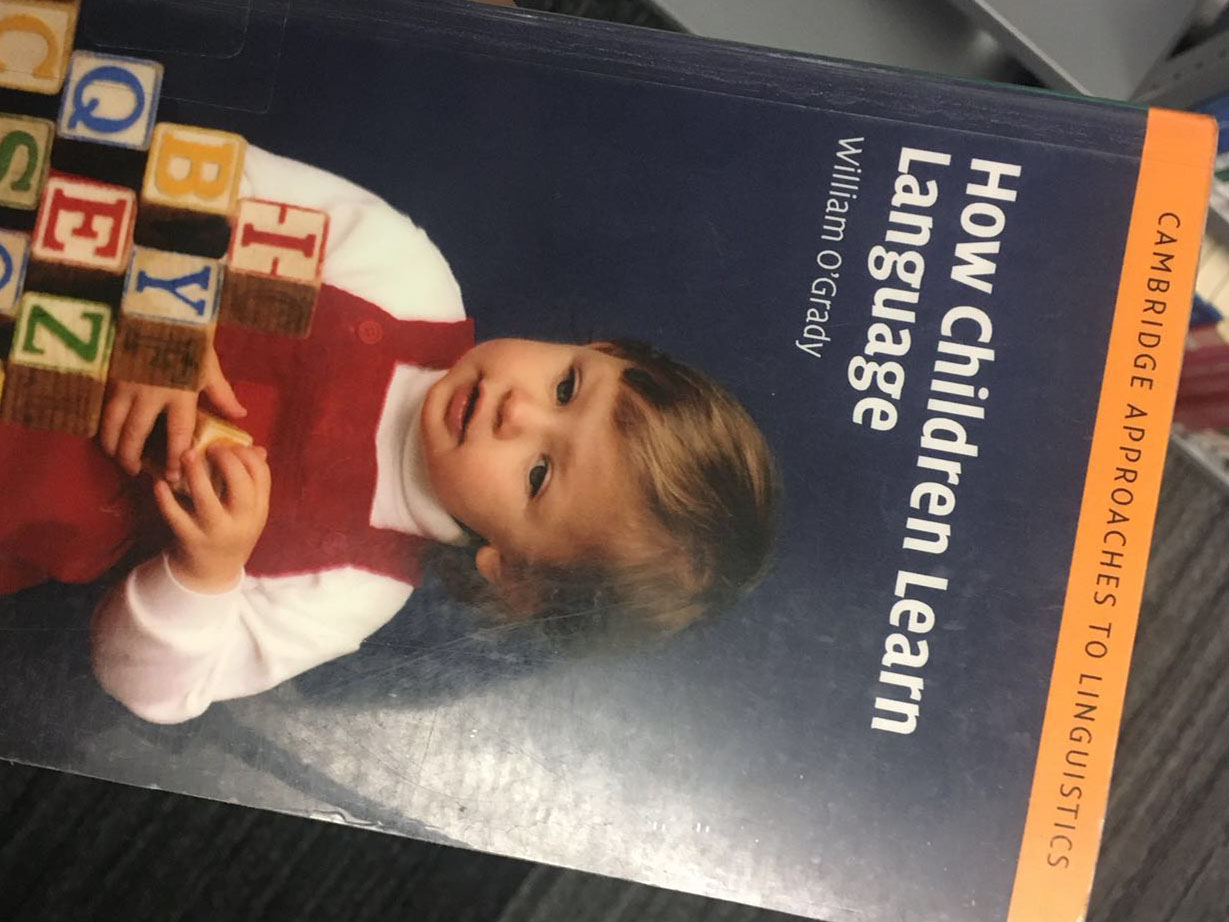 CAMBRIDGE APPROACHES TO LINGUISTICS
How Children Learn
Language
William O'Grady
H
B Y
Q E Z
C S